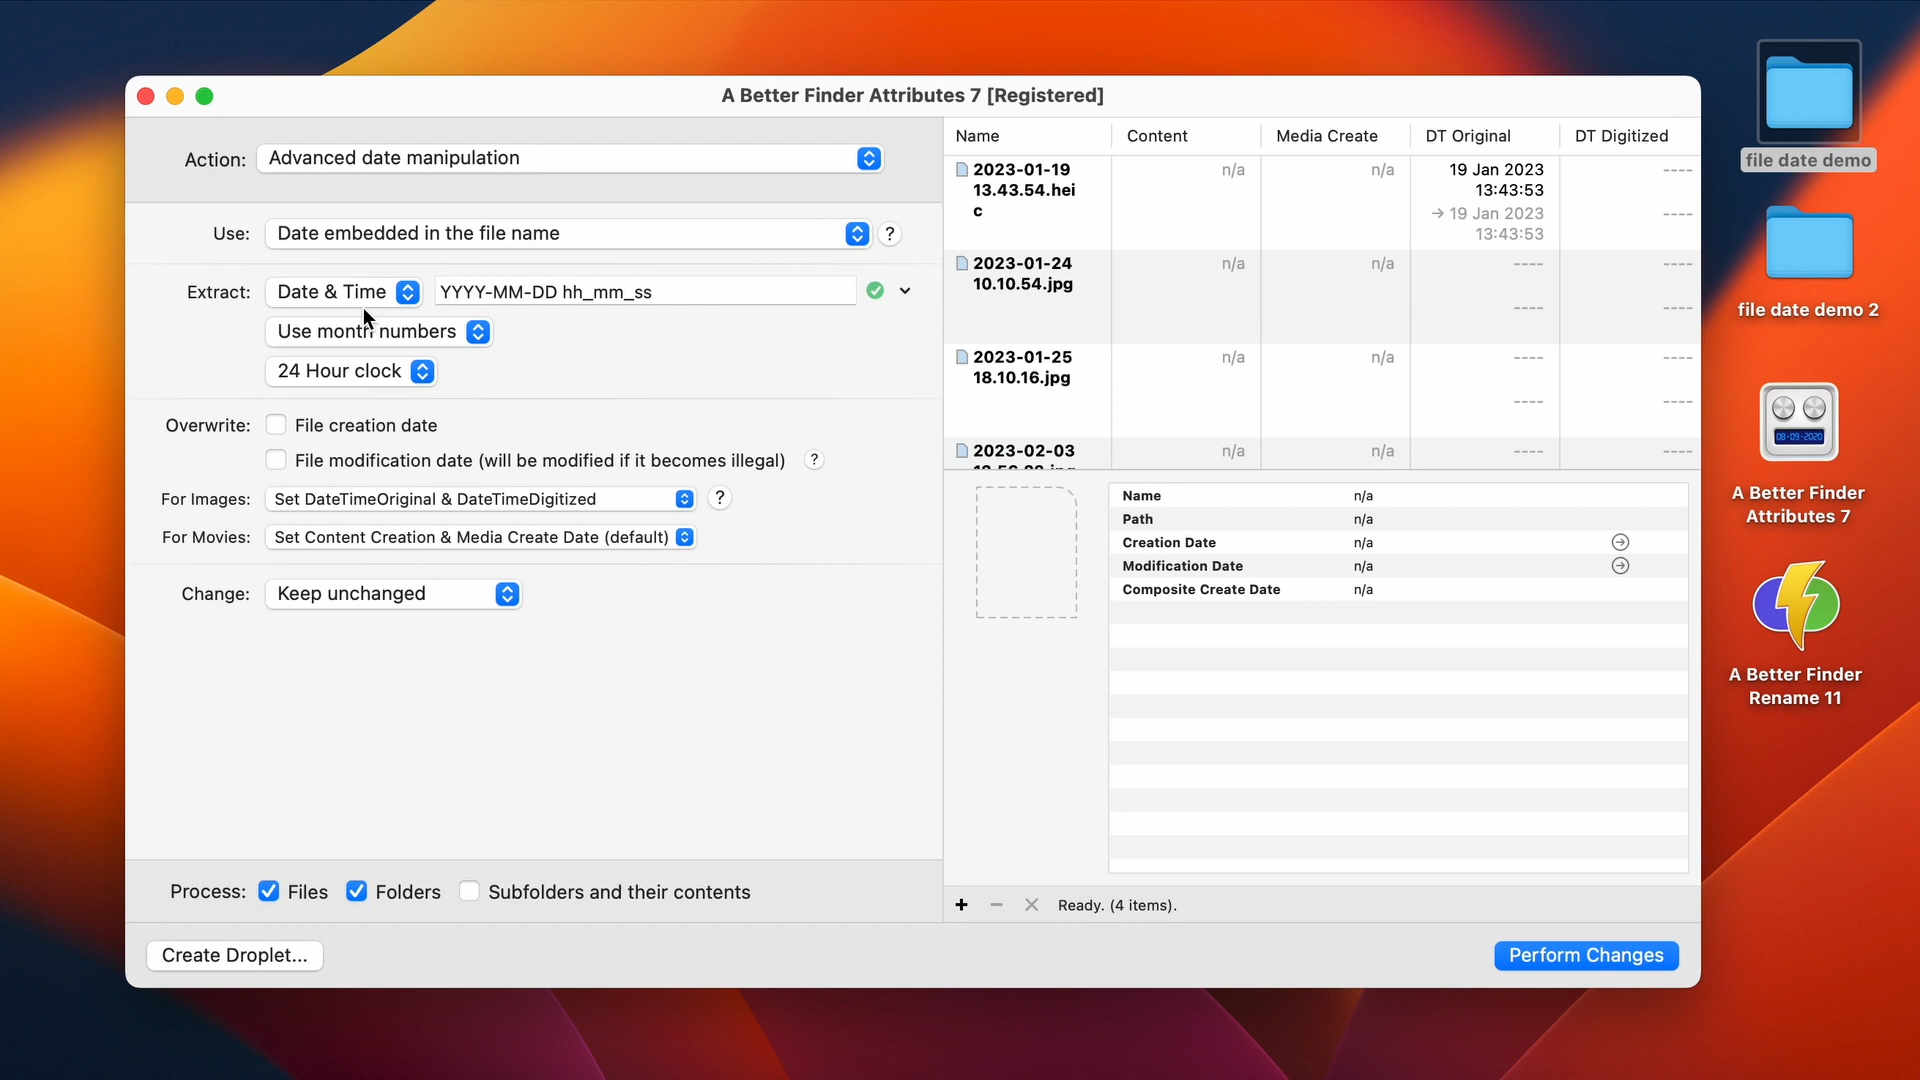 A Better Finder Attributes 7 [Registered]
Action: Advanced date manipulation
Use: Date embedded in the file name ?
Extract: Date & Time YYYY-MM-DD hh_mm_ss
Use month numbers
24 Hour clock
Overwrite: File creation date
File modification date (will be modified if it becomes illegal) ?
For Images: Set DateTimeOriginal & DateTimeDigitized ?
For Movies: Set Content Creation & Media Create Date (default)
Change: Keep unchanged
Process: Files Folders Subfolders and their contents
Create Droplet...
Name Content Media Create DT Original DT Digitized
2023-01-19 n/a n/a 19 Jan 2023 ----
13.43.54.hei 13:43:53
c → 19 Jan 2023 ----
13:43:53
2023-01-24 n/a n/a ---- ----
10.10.54.jpg
---- ----
2023-01-25 n/a n/a ---- ----
18.10.16.jpg
---- ----
2023-02-03 n/a n/a ---- ----
Name n/a
Path n/a
Creation Date n/a
Modification Date n/a
Composite Create Date n/a
Ready. (4 items).
Perform Changes
file date demo
file date demo 2
08-09-2020
A Better Finder
Attributes 7
A Better Finder
Rename 11